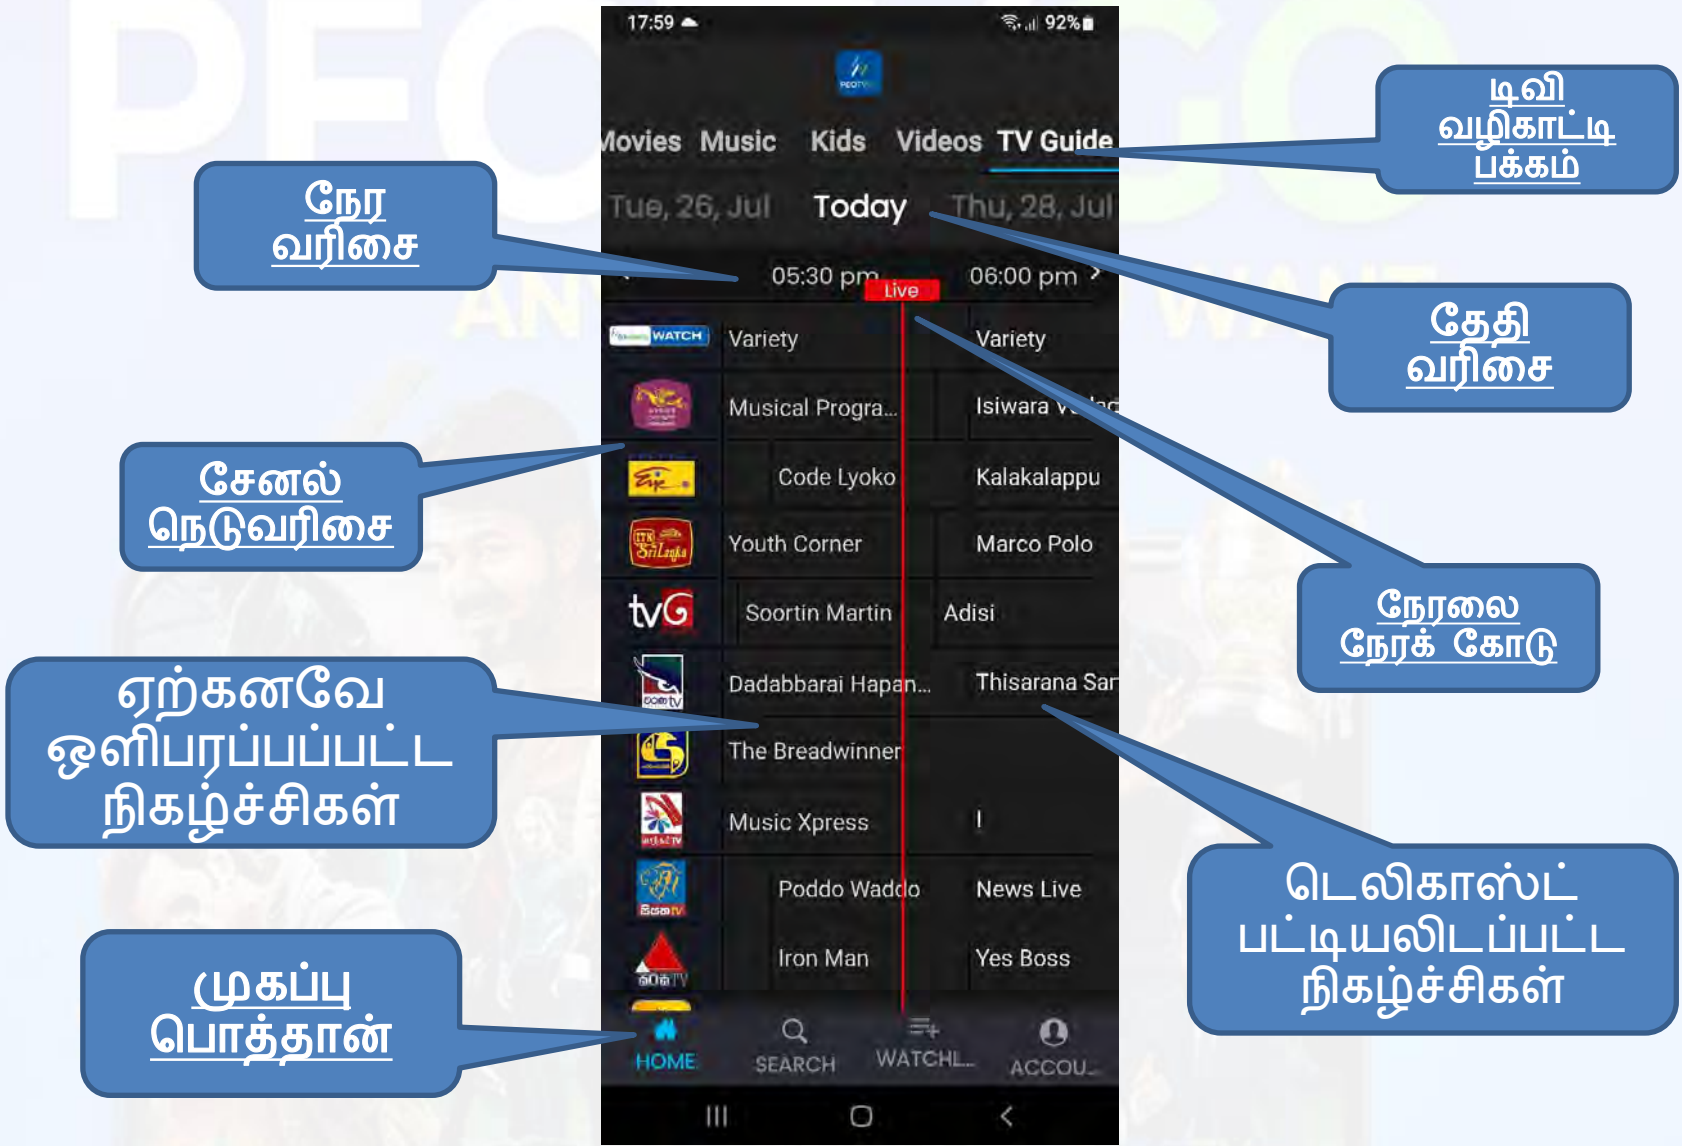 17:59
92%
டிவி
வழிகாட்டி
பக்கம்
Movies Music Kids Videos TV Guide
நேர
வரிசை
Tue, 26, Jul Today Thu, 28, Jul
05:30 pm 06:00 pm
Live
தேதி
வரிசை
WATCH Variety Variety
Musical Progra... Isiwara
சேனல்
நெடுவரிசை
Code Lyoko Kalakalappu
Youth Corner Marco Polo
நேரலை
நேரக் கோடு
tvG Soortin Martin Adisi
ஏற்கனவே
ஒளிபரப்பப்பட்ட
நிகழ்ச்சிகள்
Dadabbarai Hapan... Thisarana Sar
The Breadwinner
Music Xpress I
Poddo Waddo News Live
டெலிகாஸ்ட்
பட்டியலிடப்பட்ட
நிகழ்ச்சிகள்
Iron Man Yes Boss
முகப்பு
பொத்தான்
HOME SEARCH WATCHL... ACCOU...